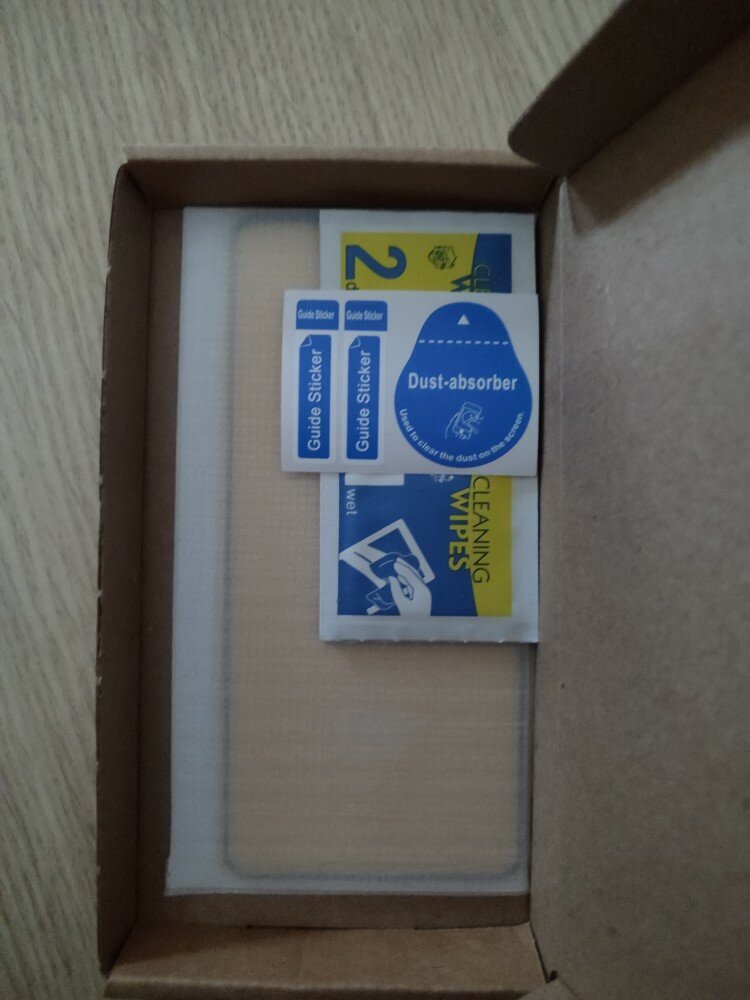 2
Guide Sticker
Guide Sticker
Guide Sticker
Guide Sticker
Dust-absorber
Used to clear the dust on the screen.
wet
CLEANING
WIPES